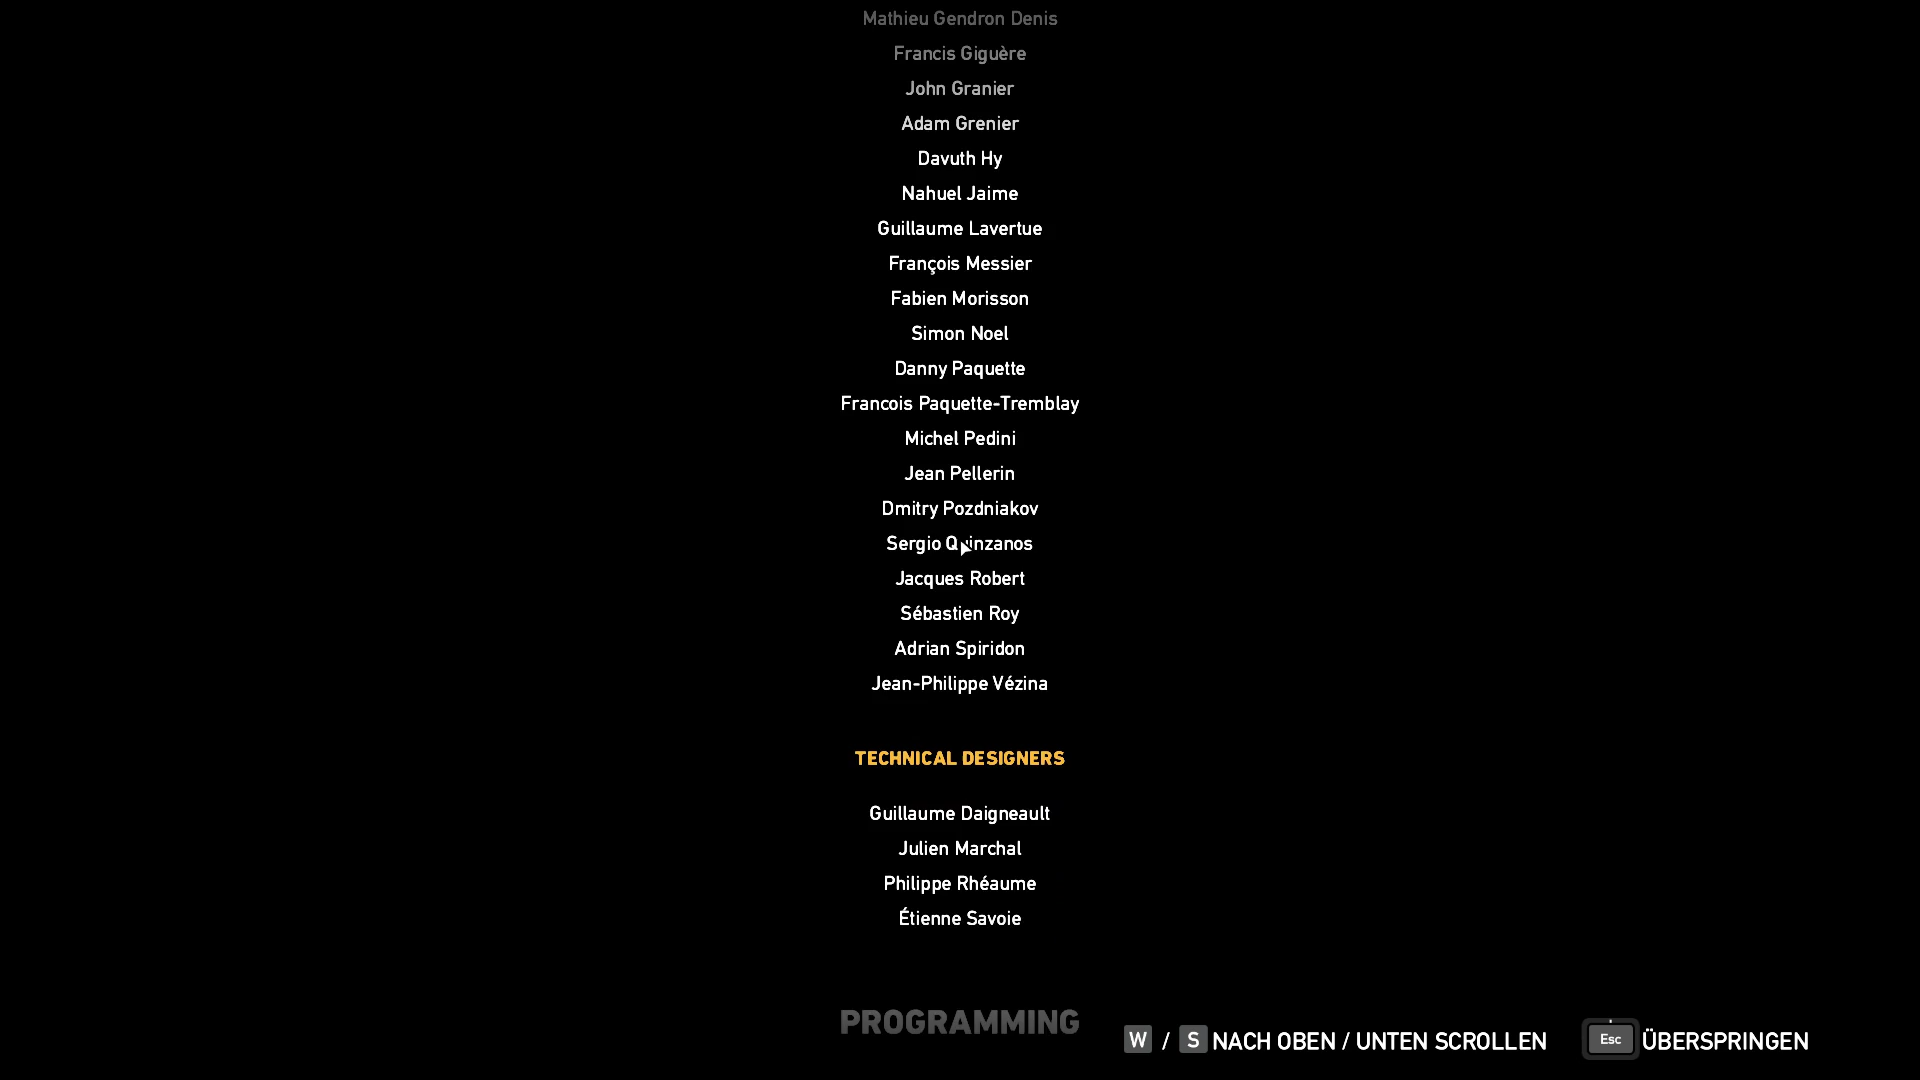 Mathieu Gendron Denis
Francis Giguère
John Granier
Adam Grenier
Davuth Hy
Nahuel Jaime
Guillaume Lavertue
François Messier
Fabien Morisson
Simon Noel
Danny Paquette
Francois Paquette-Tremblay
Michel Pedini
Jean Pellerin
Dmitry Pozdniakov
Sergio Quinzanos
Jacques Robert
Sébastien Roy
Adrian Spiridon
Jean-Philippe Vézina
TECHNICAL DESIGNERS
Guillaume Daigneault
Julien Marchal
Philippe Rhéaume
Étienne Savoie
PROGRAMMING
W / S NACH OBEN / UNTEN SCROLLEN Esc ÜBERSPRINGEN